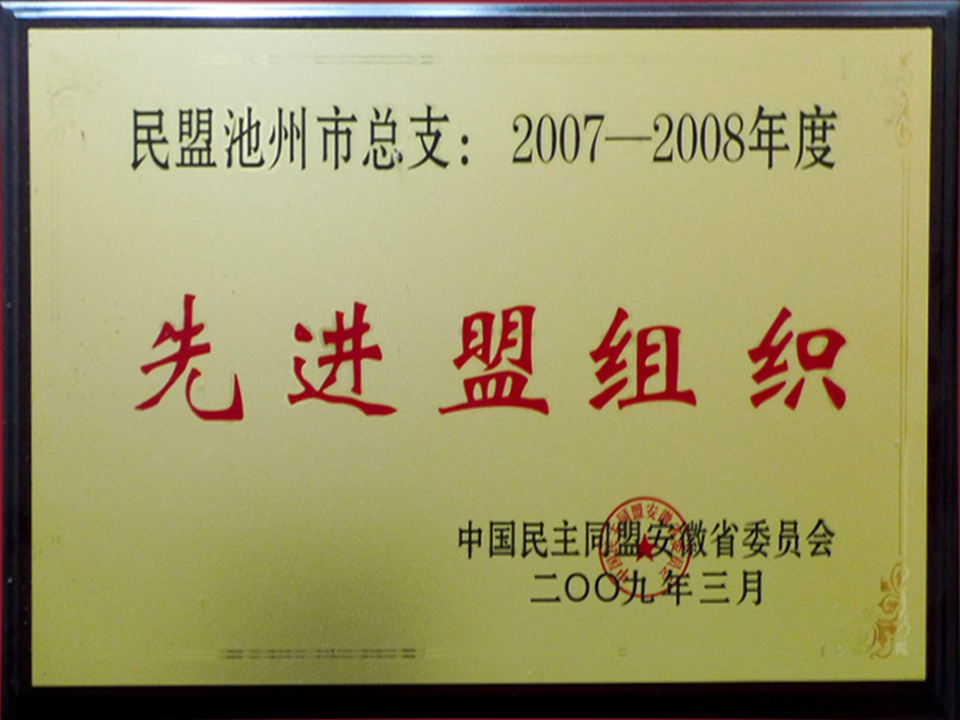 民盟池州市总支：2007—2008年度
先进盟组织
中国民主同盟安徽省委员会
二〇〇九年三月